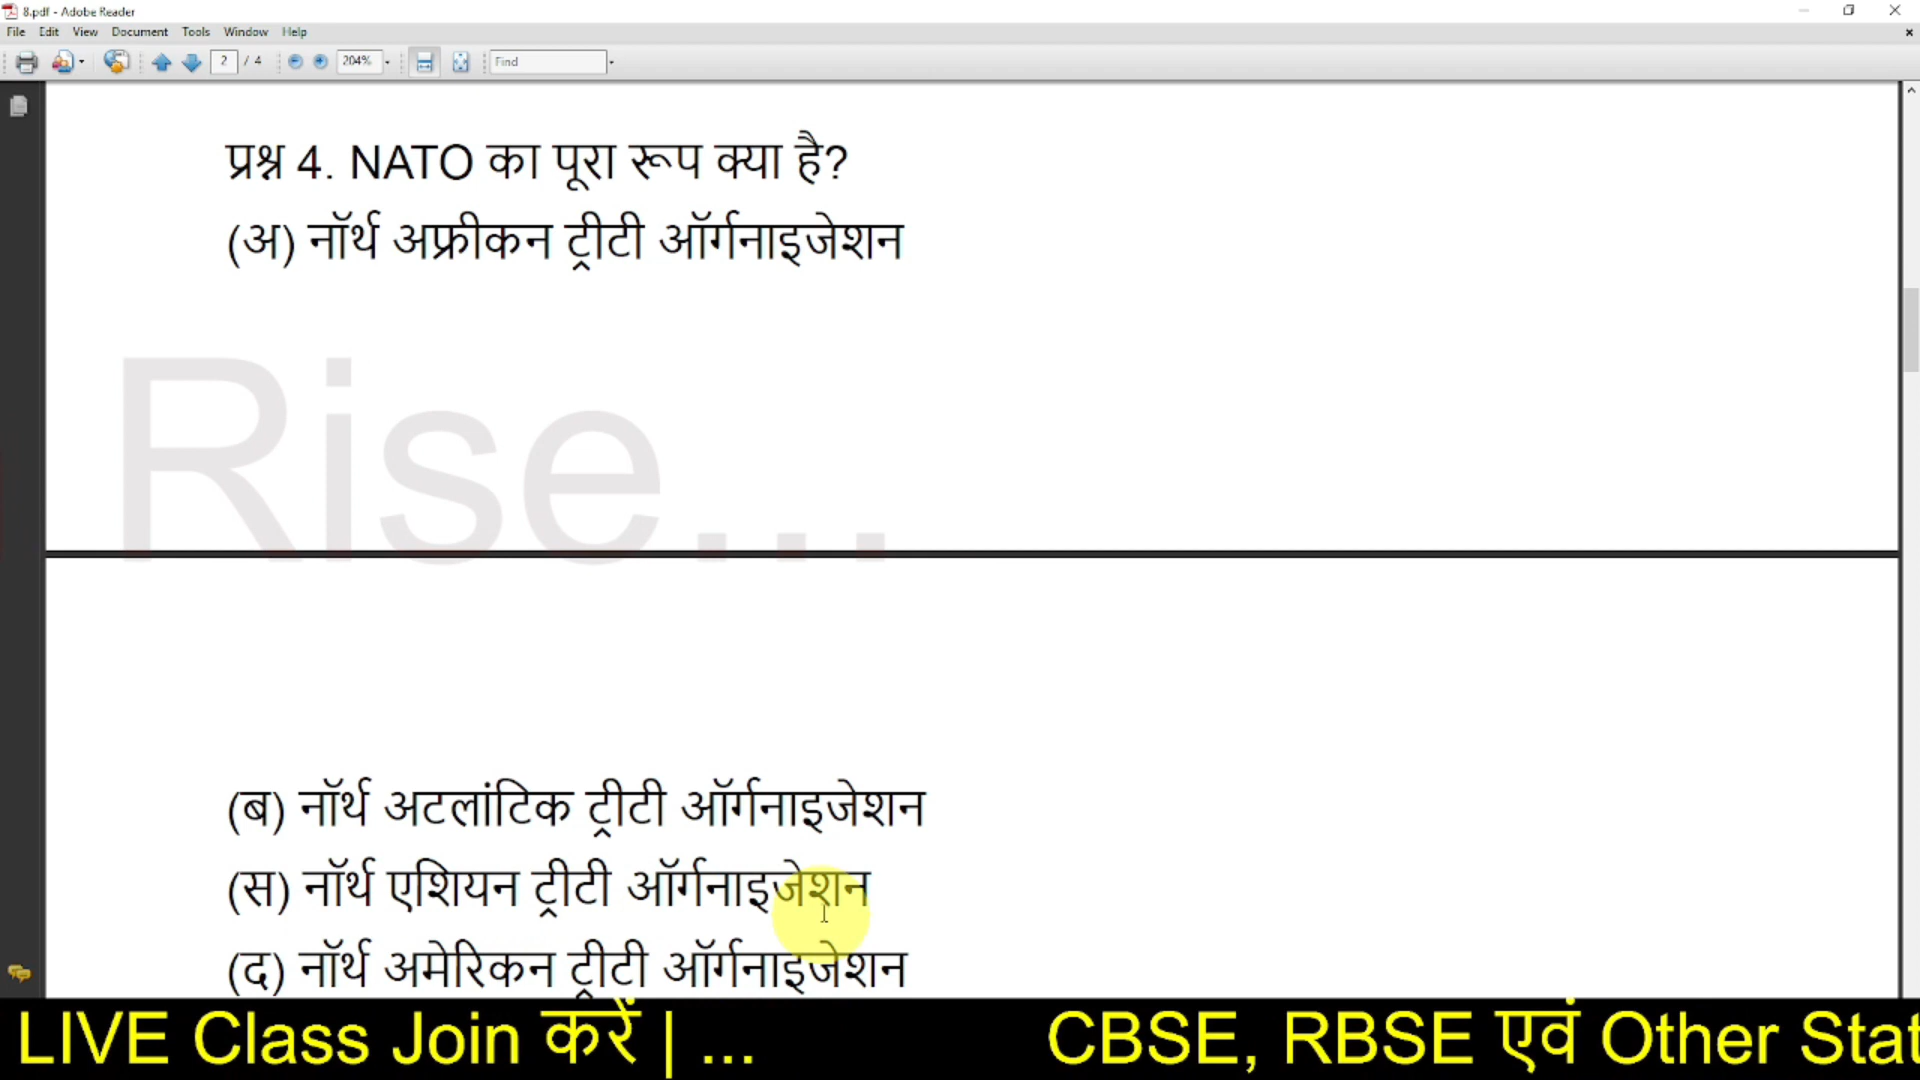 8.pdf - Adobe Reader
File Edit View Document Tools Window Help
2 / 4 204% Find
प्रश्न 4. NATO का पूरा रूप क्या है?
(अ) नॉर्थ अफ्रीकन ट्रीटी ऑर्गनाइजेशन
Rise...
(ब) नॉर्थ अटलांटिक ट्रीटी ऑर्गनाइजेशन
(स) नॉर्थ एशियन ट्रीटी ऑर्गनाइजेशन
(द) नॉर्थ अमेरिकन ट्रीटी ऑर्गनाइजेशन
LIVE Class Join करें | ... CBSE, RBSE एवं Other Stat